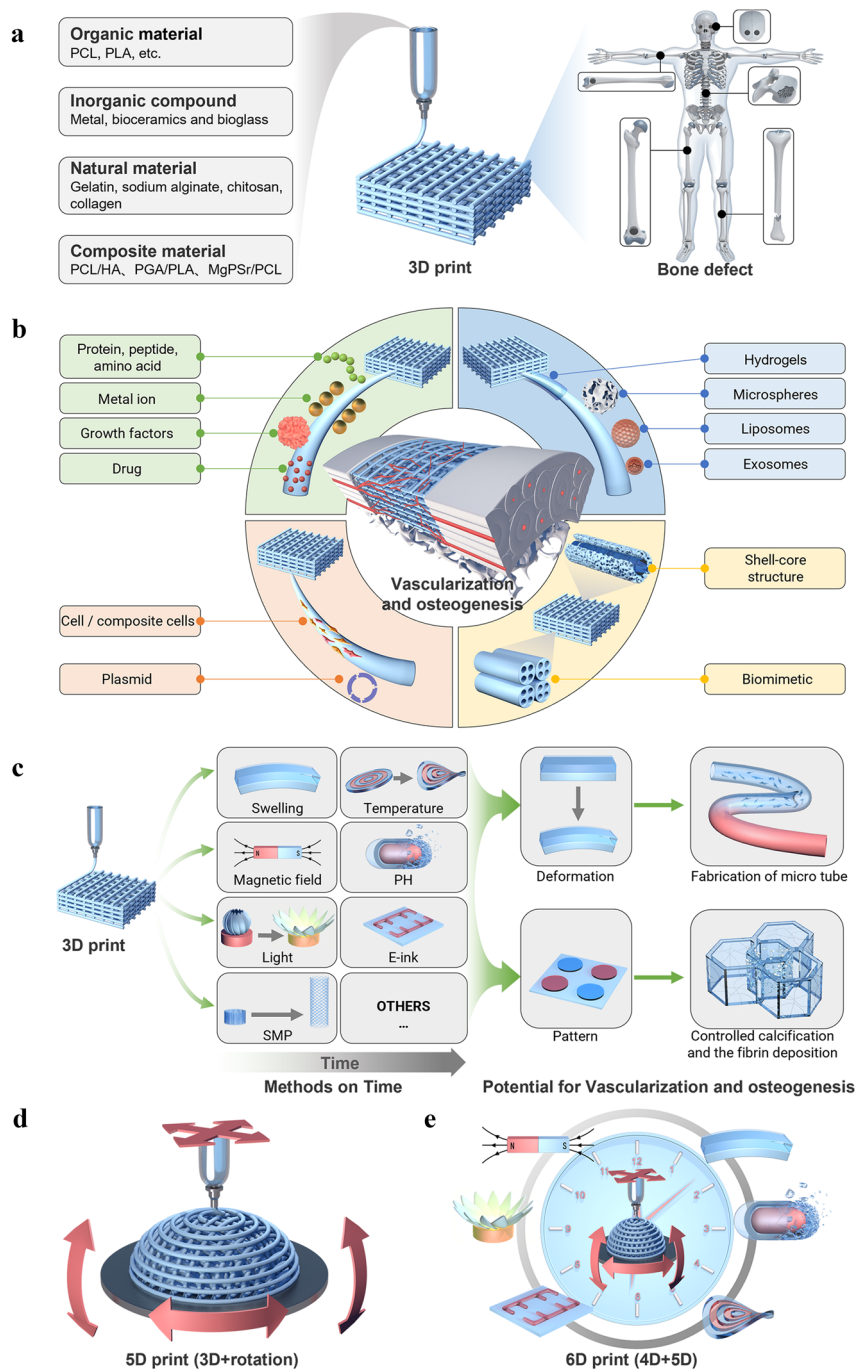 a
Organic material
PCL, PLA, etc.
Inorganic compound
Metal, bioceramics and bioglass
Natural material
Gelatin, sodium alginate, chitosan,
collagen
Composite material
PCL/HA、PGA/PLA、MgPSr/PCL
3D print
Bone defect
b
Protein, peptide,
amino acid
Metal ion
Growth factors
Drug
Hydrogels
Microspheres
Liposomes
Exosomes
Vascularization
and osteogenesis
Cell / composite cells
Plasmid
Shell-core
structure
Biomimetic
c
3D print
Swelling
Temperature
N
S
Magnetic field
PH
Light
E-ink
SMP
OTHERS
...
Time
Methods on Time
Deformation
Fabrication of micro tube
Pattern
Controlled calcification
and the fibrin deposition
Potential for Vascularization and osteogenesis
d
5D print (3D+rotation)
e
N
S
12
1
2
3
4
5
6
8
9
10
11
6D print (4D+5D)